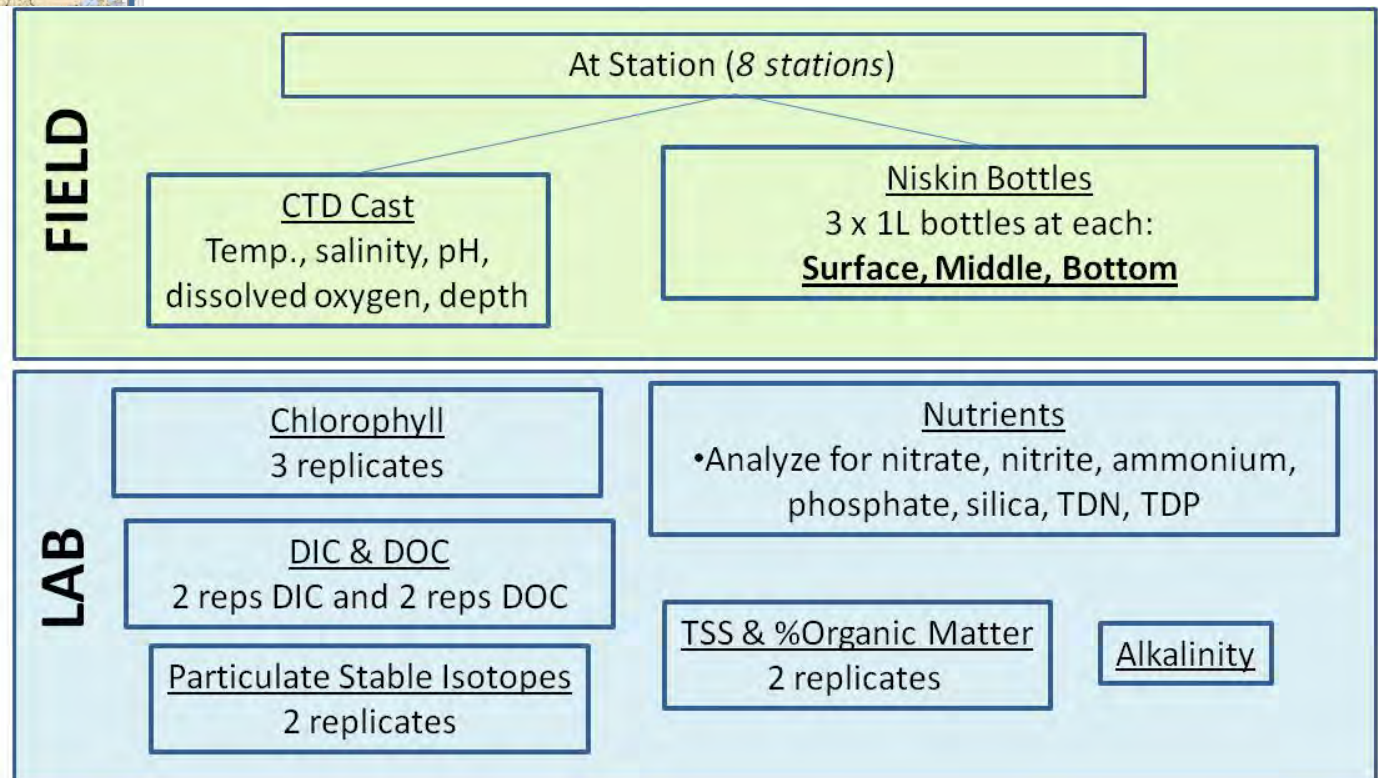 FIELD
At Station (8 stations)
CTD Cast
Temp., salinity, pH,
dissolved oxygen, depth
Niskin Bottles
3 x 1L bottles at each:
Surface, Middle, Bottom
LAB
Chlorophyll
3 replicates
Nutrients
•Analyze for nitrate, nitrite, ammonium,
phosphate, silica, TDN, TDP
DIC & DOC
2 reps DIC and 2 reps DOC
TSS & %Organic Matter
2 replicates
Alkalinity
Particulate Stable Isotopes
2 replicates